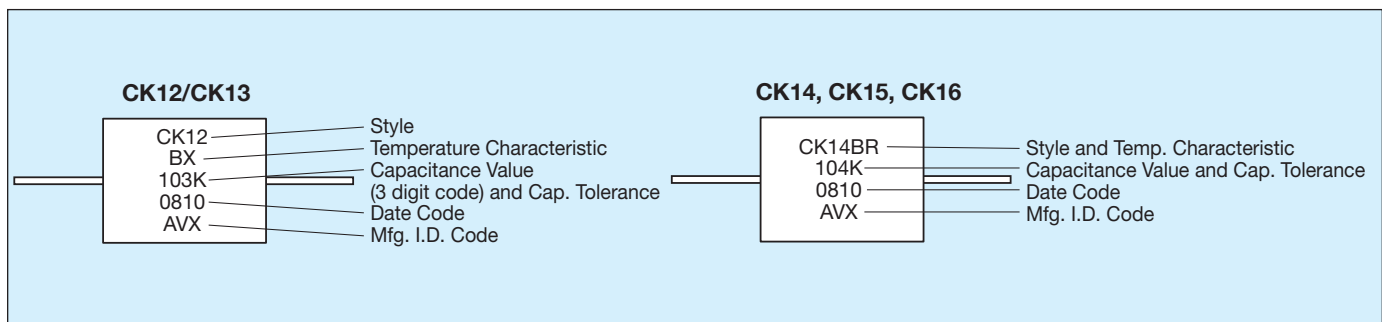 CK12/CK13
CK12
BX
103K
0810
AVX
Style
Temperature Characteristic
Capacitance Value
(3 digit code) and Cap. Tolerance
Date Code
Mfg. I.D. Code
CK14, CK15, CK16
CK14BR
104K
0810
AVX
Style and Temp. Characteristic
Capacitance Value and Cap. Tolerance
Date Code
Mfg. I.D. Code